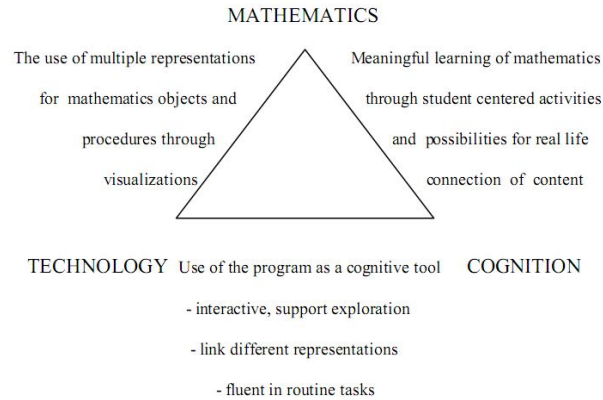 MATHEMATICS
The use of multiple representations
for mathematics objects and
procedures through
visualizations
Meaningful learning of mathematics
through student centered activities
and possibilities for real life
connection of content
TECHNOLOGY Use of the program as a cognitive tool COGNITION
- interactive, support exploration
- link different representations
- fluent in routine tasks